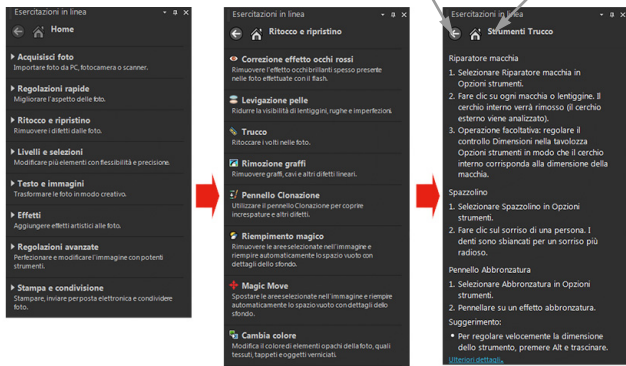 Esercitazioni in linea
Home
Acquisisci foto
Importare foto da PC, fotocamera o scanner.
Regolazioni rapide
Migliorare l'aspetto delle foto.
Ritocco e ripristino
Rimuovere i difetti dalle foto.
Livelli e selezioni
Modificare più elementi con flessibilità e precisione.
Testo e immagini
Trasformare le foto in modo creativo.
Effetti
Aggiungere effetti artistici alle foto.
Regolazioni avanzate
Perfezionare e modificare l'immagine con potenti
strumenti.
Stampa e condivisione
Stampare, inviare per posta elettronica e condividere
foto.
Esercitazioni in linea
Ritocco e ripristino
Correzione effetto occhi rossi
Rimuovere l'effetto occhi brillanti spesso presente
nelle foto effettuate con il flash.
Levigazione pelle
Ridurre la visibilità di lentiggini, rughe e imperfezioni.
Trucco
Ritoccare i volti nelle foto.
Rimozione graffi
Rimuovere graffi, cavi e altri difetti lineari.
Pennello Clonazione
Utilizzare il pennello Clonazione per coprire
increspature e altri difetti.
Riempimento magico
Rimuovere le aree selezionate nell'immagine e
riempire automaticamente lo spazio vuoto con
dettagli dello sfondo.
Magic Move
Spostare le aree selezionate nell'immagine e riempire
automaticamente lo spazio vuoto con dettagli dello
sfondo.
Cambia colore
Modifica il colore di elementi opachi della foto, quali
tessuti, tappeti e oggetti verniciati.
Esercitazioni in linea
Strumenti Trucco
Riparatore macchia
1. Selezionare Riparatore macchia in
Opzioni strumenti.
2. Fare clic su ogni macchia o lentiggine. Il
cerchio interno verrà rimosso (il cerchio
esterno viene analizzato).
3. Operazione facoltativa: regolare il
controllo Dimensioni nella tavolozza
Opzioni strumenti in modo che il cerchio
interno corrisponda alla dimensione della
macchia.
Spazzolino
1. Selezionare Spazzolino in Opzioni
strumenti.
2. Fare clic sul sorriso di una persona. I
denti sono sbiancati per un sorriso più
radioso.
Pennello Abbronzatura
1. Selezionare Abbronzatura in Opzioni
strumenti.
2. Pennellare su un effetto abbronzatura.
Suggerimento:
• Per regolare velocemente la dimensione
dello strumento, premere Alt e trascinare.
Ulteriori dettagli.